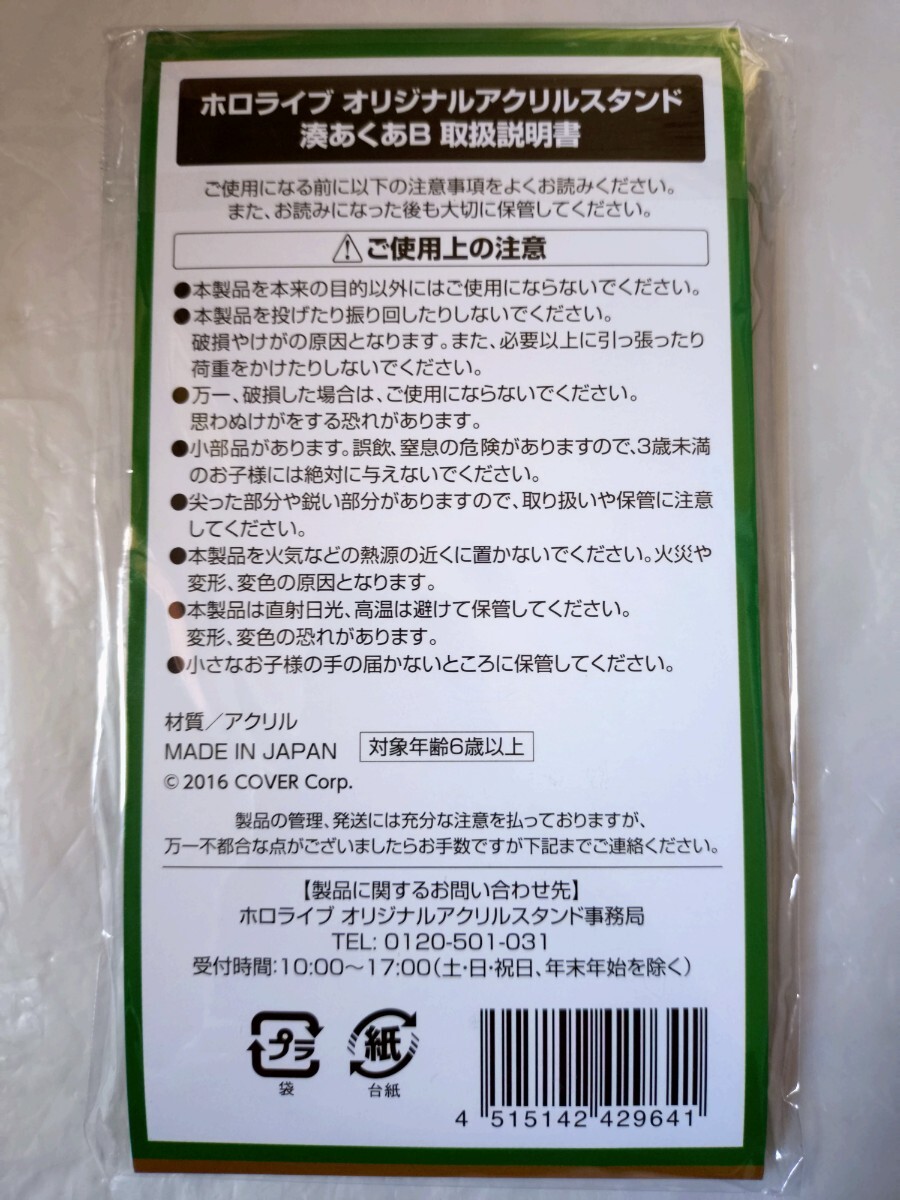 ホロライブ オリジナルアクリルスタンド
湊あくあB 取扱説明書
ご使用になる前に以下の注意事項をよくお読みください。
また、お読みになった後も大切に保管してください。
⚠ご使用上の注意
●本製品を本来の目的以外にはご使用にならないでください。
●本製品を投げたり振り回したりしないでください。
破損やけがの原因となります。また、必要以上に引っ張ったり
荷重をかけたりしないでください。
●万一、破損した場合は、ご使用にならないでください。
思わぬけがをする恐れがあります。
●小部品があります。誤飲、窒息の危険がありますので、3歳未満
のお子様には絶対に与えないでください。
●尖った部分や鋭い部分がありますので、取り扱いや保管に注意
してください。
●本製品を火気などの熱源の近くに置かないでください。火災や
変形、変色の原因となります。
●本製品は直射日光、高温は避けて保管してください。
変形、変色の恐れがあります。
●小さなお子様の手の届かないところに保管してください。
材質/アクリル
MADE IN JAPAN 対象年齢6歳以上
© 2016 COVER Corp.
製品の管理、発送には充分な注意を払っておりますが、
万一不都合な点がございましたらお手数ですが下記までご連絡ください。
【製品に関するお問い合わせ先】
ホロライブ オリジナルアクリルスタンド事務局
TEL: 0120-501-031
受付時間:10:00～17:00(土・日・祝日、年末年始を除く)
プラ 紙
袋 台紙
4 515142 429641